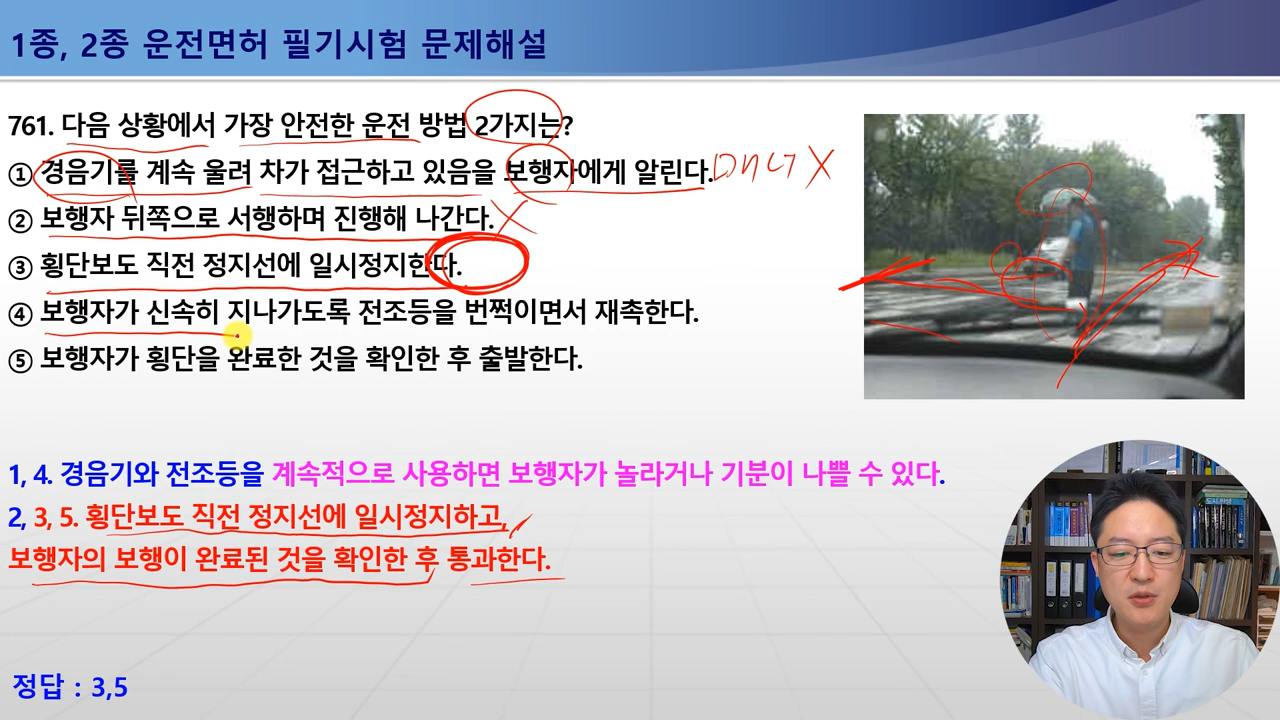 1종, 2종 운전면허 필기시험 문제해설
761. 다음 상황에서 가장 안전한 운전 방법 2가지는?
① 경음기를 계속 울려 차가 접근하고 있음을 보행자에게 알린다. 매너 X
② 보행자 뒤쪽으로 서행하며 진행해 나간다. X
③ 횡단보도 직전 정지선에 일시정지한다.
④ 보행자가 신속히 지나가도록 전조등을 번쩍이면서 재촉한다.
⑤ 보행자가 횡단을 완료한 것을 확인한 후 출발한다.
1, 4. 경음기와 전조등을 계속적으로 사용하면 보행자가 놀라거나 기분이 나쁠 수 있다.
2, 3, 5. 횡단보도 직전 정지선에 일시정지하고,
보행자의 보행이 완료된 것을 확인한 후 통과한다.
정답 : 3,5